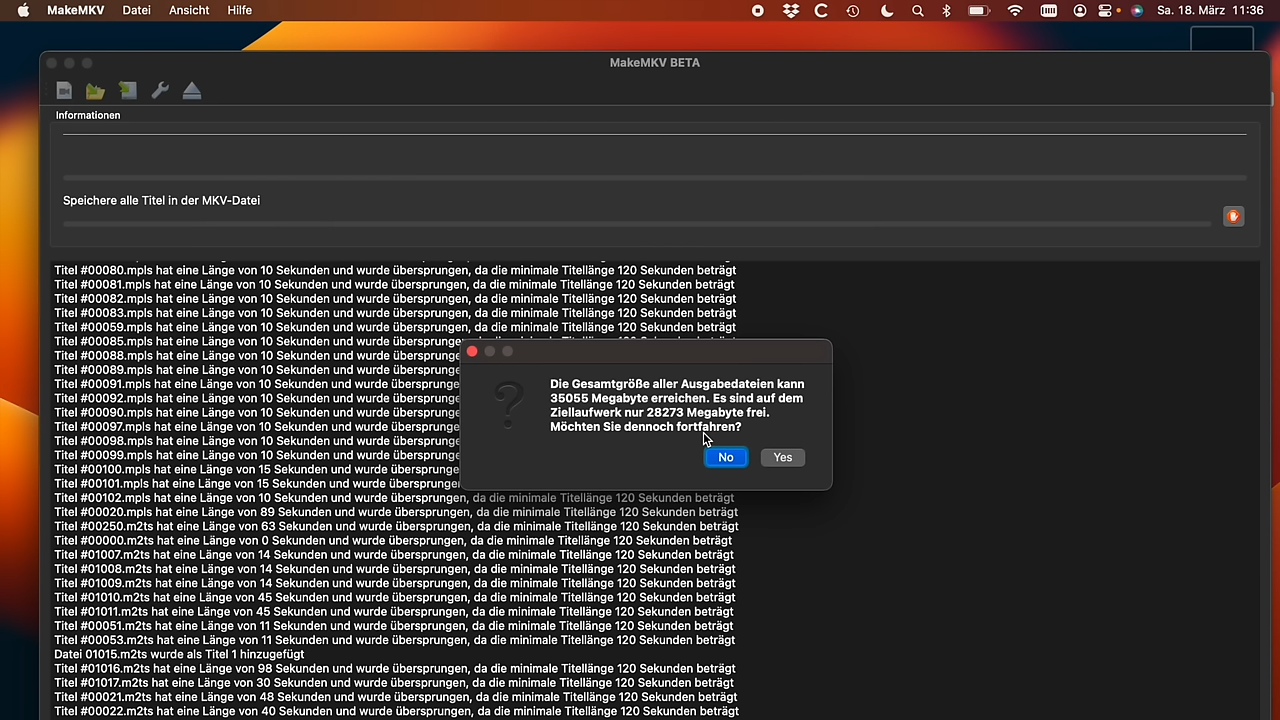 MakeMKV Datei Ansicht Hilfe Sa. 18. März 11:36
MakeMKV BETA
Informationen
Speichere alle Titel in der MKV-Datei
Titel #00080.mpls hat eine Länge von 10 Sekunden und wurde übersprungen, da die minimale Titellänge 120 Sekunden beträgt
Titel #00081.mpls hat eine Länge von 10 Sekunden und wurde übersprungen, da die minimale Titellänge 120 Sekunden beträgt
Titel #00082.mpls hat eine Länge von 10 Sekunden und wurde übersprungen, da die minimale Titellänge 120 Sekunden beträgt
Titel #00083.mpls hat eine Länge von 10 Sekunden und wurde übersprungen, da die minimale Titellänge 120 Sekunden beträgt
Titel #00059.mpls hat eine Länge von 10 Sekunden und wurde übersprungen, da die minimale Titellänge 120 Sekunden beträgt
Titel #00085.mpls hat eine Länge von 10 Sekunden und wurde übersprunge
Titel #00088.mpls hat eine Länge von 10 Sekunden und wurde übersprunge
Titel #00089.mpls hat eine Länge von 10 Sekunden und wurde übersprunge
Titel #00091.mpls hat eine Länge von 10 Sekunden und wurde übersprunge
Titel #00092.mpls hat eine Länge von 10 Sekunden und wurde übersprunge
Titel #00090.mpls hat eine Länge von 10 Sekunden und wurde übersprunge
Titel #00097.mpls hat eine Länge von 10 Sekunden und wurde übersprunge
Titel #00098.mpls hat eine Länge von 10 Sekunden und wurde übersprunge
Titel #00099.mpls hat eine Länge von 10 Sekunden und wurde übersprunge
Titel #00100.mpls hat eine Länge von 15 Sekunden und wurde übersprunge
Titel #00101.mpls hat eine Länge von 15 Sekunden und wurde übersprunge
Titel #00102.mpls hat eine Länge von 10 Sekunden und wurde übersprungen, da die minimale Titellänge 120 Sekunden beträgt
Titel #00020.mpls hat eine Länge von 89 Sekunden und wurde übersprungen, da die minimale Titellänge 120 Sekunden beträgt
Titel #00250.m2ts hat eine Länge von 63 Sekunden und wurde übersprungen, da die minimale Titellänge 120 Sekunden beträgt
Titel #00000.m2ts hat eine Länge von 0 Sekunden und wurde übersprungen, da die minimale Titellänge 120 Sekunden beträgt
Titel #01007.m2ts hat eine Länge von 14 Sekunden und wurde übersprungen, da die minimale Titellänge 120 Sekunden beträgt
Titel #01008.m2ts hat eine Länge von 14 Sekunden und wurde übersprungen, da die minimale Titellänge 120 Sekunden beträgt
Titel #01009.m2ts hat eine Länge von 14 Sekunden und wurde übersprungen, da die minimale Titellänge 120 Sekunden beträgt
Titel #01010.m2ts hat eine Länge von 45 Sekunden und wurde übersprungen, da die minimale Titellänge 120 Sekunden beträgt
Titel #01011.m2ts hat eine Länge von 45 Sekunden und wurde übersprungen, da die minimale Titellänge 120 Sekunden beträgt
Titel #00051.m2ts hat eine Länge von 11 Sekunden und wurde übersprungen, da die minimale Titellänge 120 Sekunden beträgt
Titel #00053.m2ts hat eine Länge von 11 Sekunden und wurde übersprungen, da die minimale Titellänge 120 Sekunden beträgt
Datei 01015.m2ts wurde als Titel 1 hinzugefügt
Titel #01016.m2ts hat eine Länge von 98 Sekunden und wurde übersprungen, da die minimale Titellänge 120 Sekunden beträgt
Titel #01017.m2ts hat eine Länge von 30 Sekunden und wurde übersprungen, da die minimale Titellänge 120 Sekunden beträgt
Titel #00021.m2ts hat eine Länge von 48 Sekunden und wurde übersprungen, da die minimale Titellänge 120 Sekunden beträgt
Titel #00022.m2ts hat eine Länge von 40 Sekunden und wurde übersprungen, da die minimale Titellänge 120 Sekunden beträgt
Die Gesamtgröße aller Ausgabedateien kann
35055 Megabyte erreichen. Es sind auf dem
Ziellaufwerk nur 28273 Megabyte frei.
Möchten Sie dennoch fortfahren?
No Yes